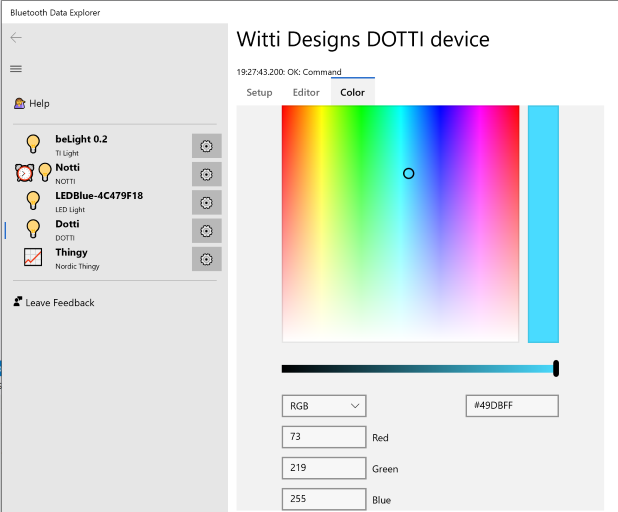 Bluetooth Data Explorer
Witti Designs DOTTI device
19:27:43.200: OK: Command
Setup Editor Color
Help
beLight 0.2
TI Light
Notti
NOTTI
LEDBlue-4C479F18
LED Light
Dotti
DOTTI
Thingy
Nordic Thingy
Leave Feedback
RGB
#49DBFF
73 Red
219 Green
255 Blue